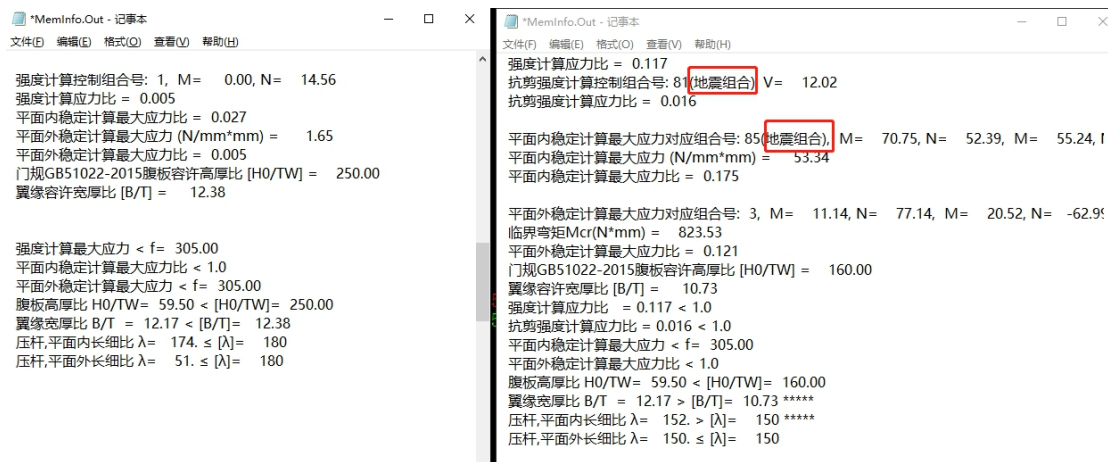 *MemInfo.Out - 记事本
文件(F) 编辑(E) 格式(O) 查看(V) 帮助(H)
强度计算控制组合号: 1, M= 0.00, N= 14.56
强度计算应力比 = 0.005
平面内稳定计算最大应力比 = 0.027
平面外稳定计算最大应力 (N/mm*mm) = 1.65
平面外稳定计算最大应力比 = 0.005
门规GB51022-2015腹板容许高厚比 [H0/TW] = 250.00
翼缘容许宽厚比 [B/T] = 12.38
强度计算最大应力 < f= 305.00
平面内稳定计算最大应力比 < 1.0
平面外稳定计算最大应力 < f= 305.00
腹板高厚比 H0/TW= 59.50 < [H0/TW]= 250.00
翼缘宽厚比 B/T = 12.17 < [B/T]= 12.38
压杆,平面内长细比 λ= 174. ≤ [λ]= 180
压杆,平面外长细比 λ= 51. ≤ [λ]= 180
*MemInfo.Out - 记事本
文件(F) 编辑(E) 格式(O) 查看(V) 帮助(H)
强度计算应力比 = 0.117
抗剪强度计算控制组合号: 81(地震组合) V= 12.02
抗剪强度计算应力比 = 0.016
平面内稳定计算最大应力对应组合号: 85(地震组合), M= 70.75, N= 52.39, M= 55.24,
平面内稳定计算最大应力 (N/mm*mm) = 53.34
平面内稳定计算最大应力比 = 0.175
平面外稳定计算最大应力对应组合号: 3, M= 11.14, N= 77.14, M= 20.52, N= -62.99
临界弯矩Mcr(N*mm) = 823.53
平面外稳定计算最大应力比 = 0.121
门规GB51022-2015腹板容许高厚比 [H0/TW] = 160.00
翼缘容许宽厚比 [B/T] = 10.73
强度计算应力比 = 0.117 < 1.0
抗剪强度计算应力比 = 0.016 < 1.0
平面内稳定计算最大应力 < f= 305.00
平面外稳定计算最大应力比 < 1.0
腹板高厚比 H0/TW= 59.50 < [H0/TW]= 160.00
翼缘宽厚比 B/T = 12.17 > [B/T]= 10.73 *****
压杆,平面内长细比 λ= 152. > [λ]= 150 *****
压杆,平面外长细比 λ= 150. ≤ [λ]= 150